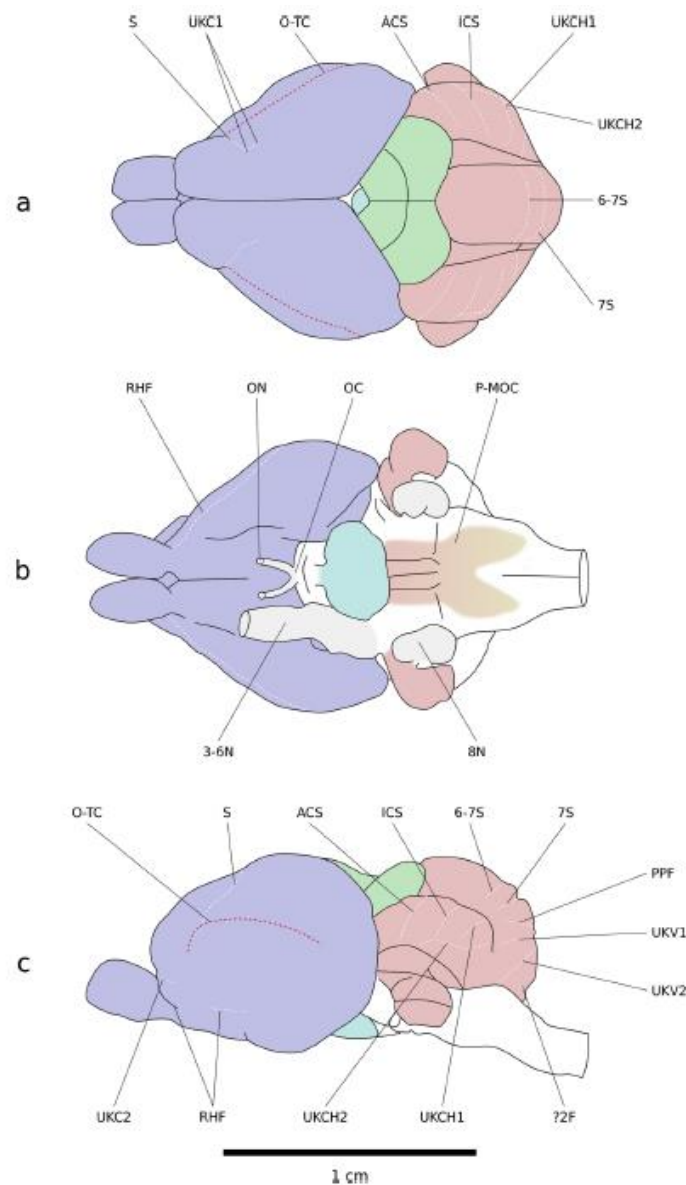 S UKC1 O-TC ACS ICS UKCH1
UKCH2
a
6-7S
7S
RHF ON OC P-MOC
b
3-6N 8N
O-TC S ACS ICS 6-7S 7S
PPF
UKV1
c
UKV2
UKC2 RHF UKCH2 UKCH1 ?2F
1 cm